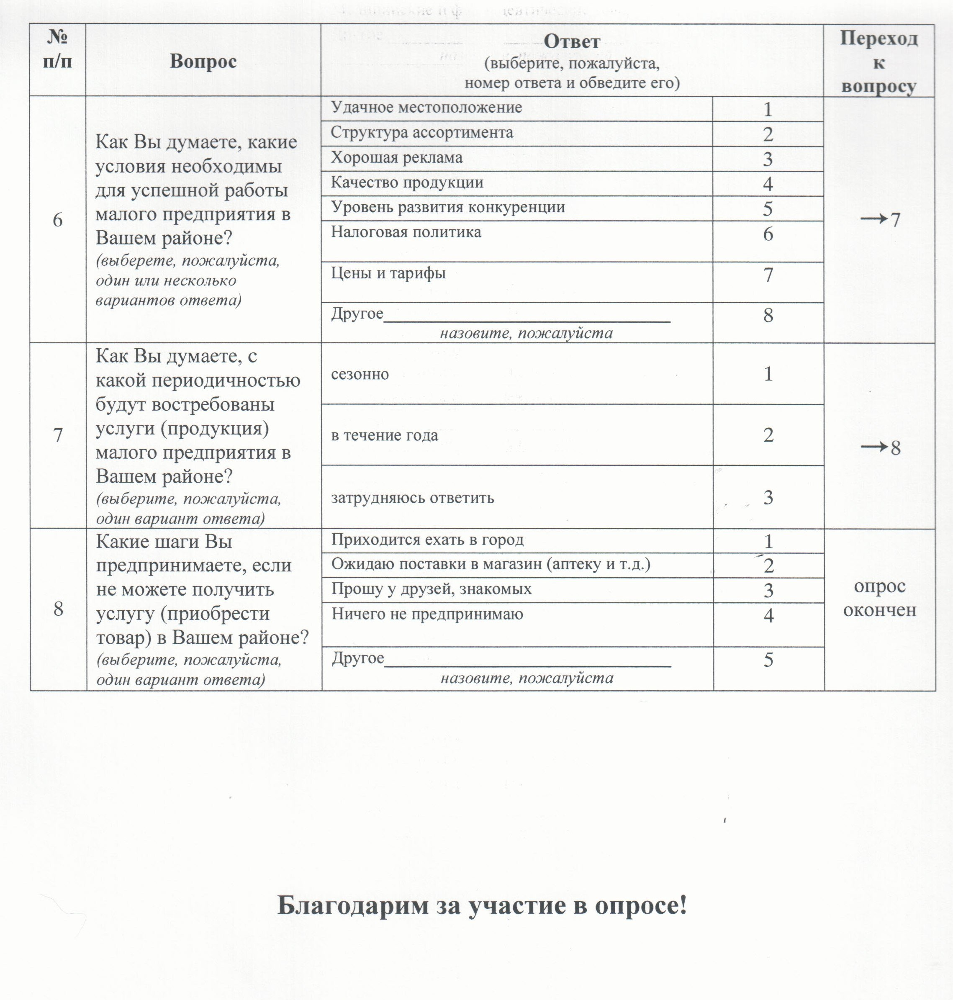 №
п/п
Вопрос
Ответ
(выберите, пожалуйста,
номер ответа и обведите его)
Переход
к
вопросу
6
Как Вы думаете, какие
условия необходимы
для успешной работы
малого предприятия в
Вашем районе?
(выберете, пожалуйста,
один или несколько
вариантов ответа)
Удачное местоположение 1
Структура ассортимента 2
Хорошая реклама 3
Качество продукции 4
Уровень развития конкуренции 5
Налоговая политика 6
Цены и тарифы 7
Другое 8
назовите, пожалуйста
→7
7
Как Вы думаете, с
какой периодичностью
будут востребованы
услуги (продукция)
малого предприятия в
Вашем районе?
(выберите, пожалуйста,
один вариант ответа)
сезонно 1
в течение года 2
затрудняюсь ответить 3
→8
8
Какие шаги Вы
предпринимаете, если
не можете получить
услугу (приобрести
товар) в Вашем районе?
(выберите, пожалуйста,
один вариант ответа)
Приходится ехать в город 1
Ожидаю поставки в магазин (аптеку и т.д.) 2
Прошу у друзей, знакомых 3
Ничего не предпринимаю 4
Другое 5
назовите, пожалуйста
опрос
окончен
Благодарим за участие в опросе!